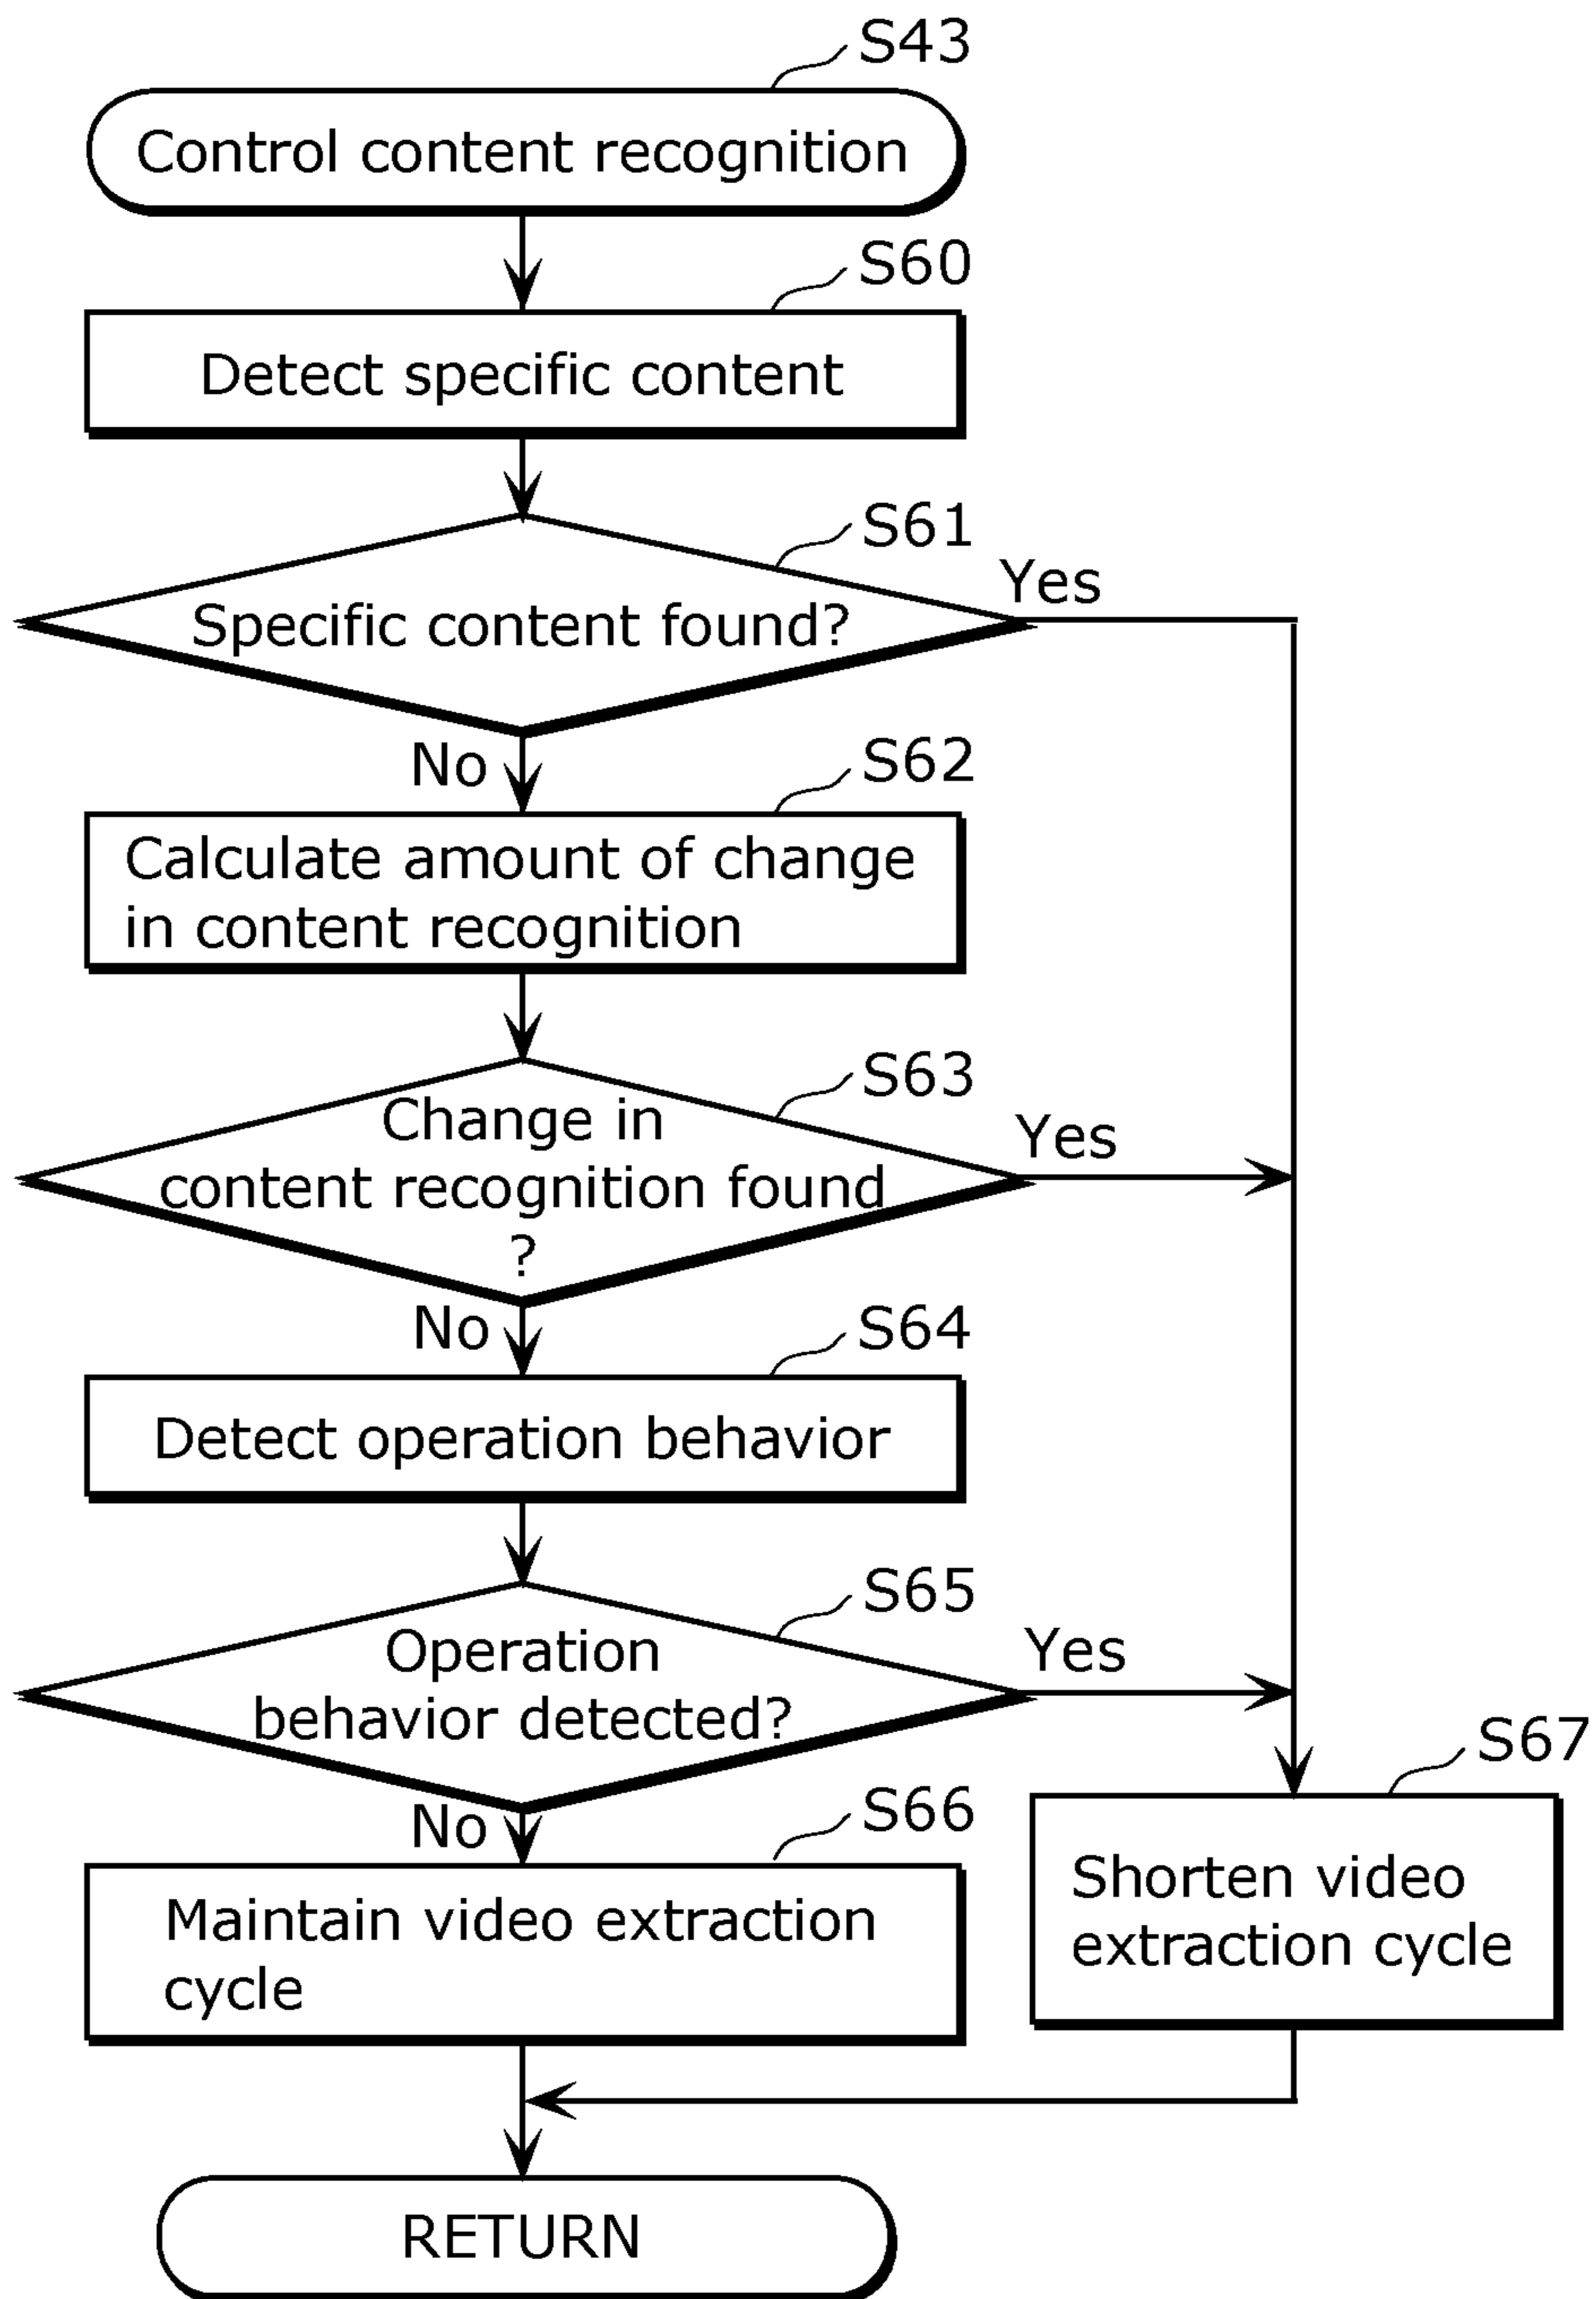 S43
Control content recognition
S60
Detect specific content
S61
Yes
Specific content found?
No
S62
Calculate amount of change
in content recognition
S63
Change in
content recognition found
?
Yes
No
S64
Detect operation behavior
S65
Operation
behavior detected?
Yes
No
S66
Maintain video extraction
cycle
S67
Shorten video
extraction cycle
RETURN